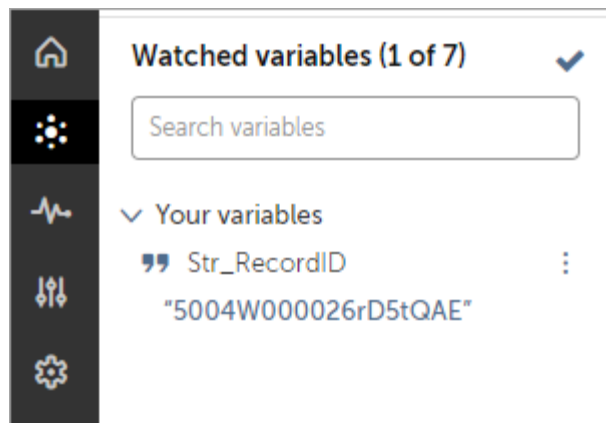 Watched variables (1 of 7)
Search variables
Your variables
Str_RecordID
"5004W000026rD5tQAE"